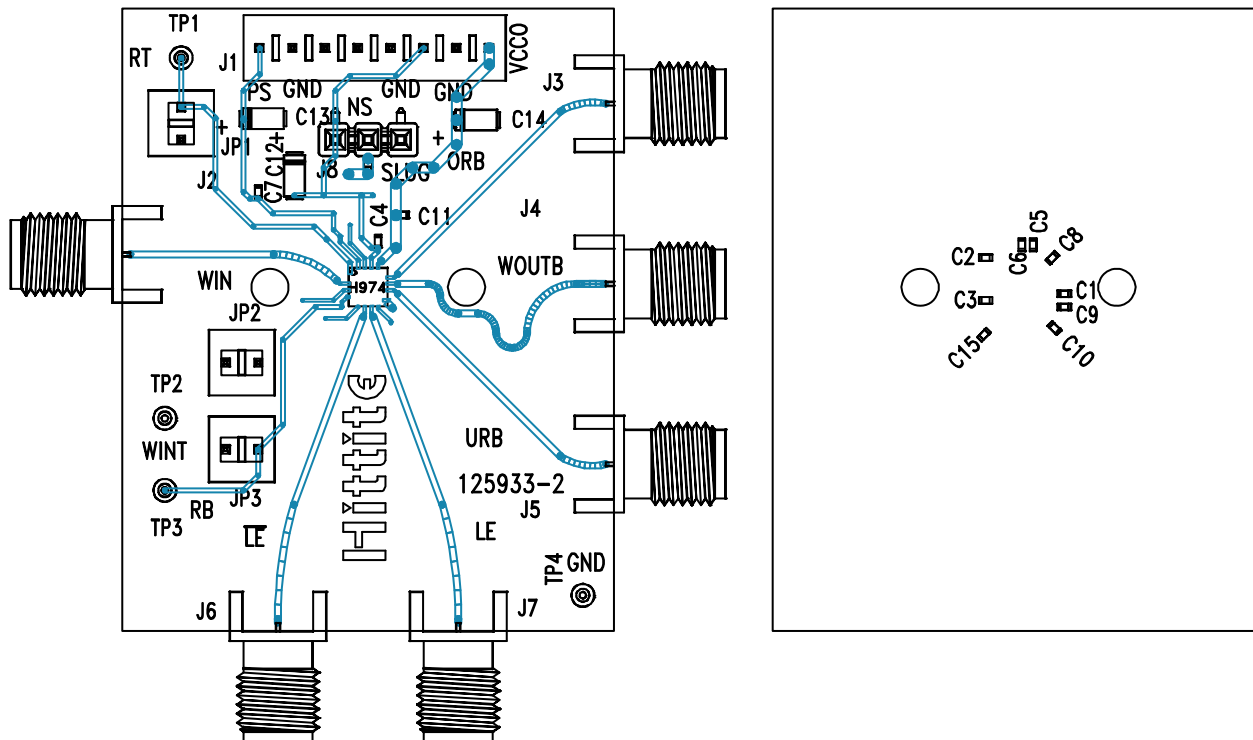 TP1
RT
J1
VCCO
J3
PS
GND
GND
GND
C13
NS
+
C14
+
JP1
C12
+
J8
SLUG
ORB
J2
C7
C4
C11
J4
WIN
H974
WOUTB
JP2
TP2
WINT
TP3
RB
JP3
LE
Hittite
URB
125933-2
J5
LE
TP4
GND
J6
J7
C5
C6
C8
C2
C3
C1
C9
C15
C10